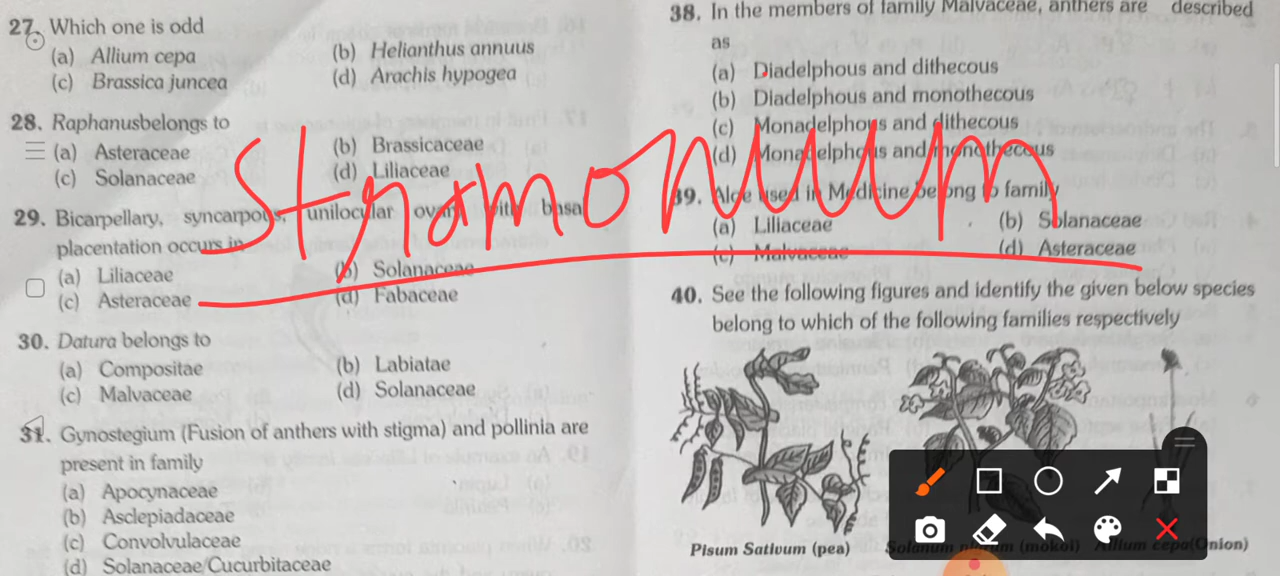 27. Which one is odd
(a) Allium cepa
(b) Helianthus annuus
(c) Brassica juncea
(d) Arachis hypogea
28. Raphanusbelongs to
(a) Asteraceae
(b) Brassicaceae
(c) Solanaceae
(d) Liliaceae
29. Bicarpellary, syncarpous, unilocular ovary with basal
placentation occurs in
(a) Liliaceae
(b) Solanaceae
(c) Asteraceae
(d) Fabaceae
30. Datura belongs to
(a) Compositae
(b) Labiatae
(c) Malvaceae
(d) Solanaceae
31. Gynostegium (Fusion of anthers with stigma) and pollinia are
present in family
(a) Apocynaceae
(b) Asclepiadaceae
(c) Convolvulaceae
(d) Solanaceae/Cucurbitaceae
stramonium
38. In the members of family Malvaceae, anthers are described
as
(a) Diadelphous and dithecous
(b) Diadelphous and monothecous
(c) Monadelphous and dithecous
(d) Monadelphous and monothecous
39. Aloe used in Medicine belong to family
(a) Liliaceae
(b) Solanaceae
(c) Malvaceae
(d) Asteraceae
40. See the following figures and identify the given below species
belong to which of the following families respectively
Pisum Sativum (pea)
Solanum nigrum (mokoi)
Allium cepa(Onion)